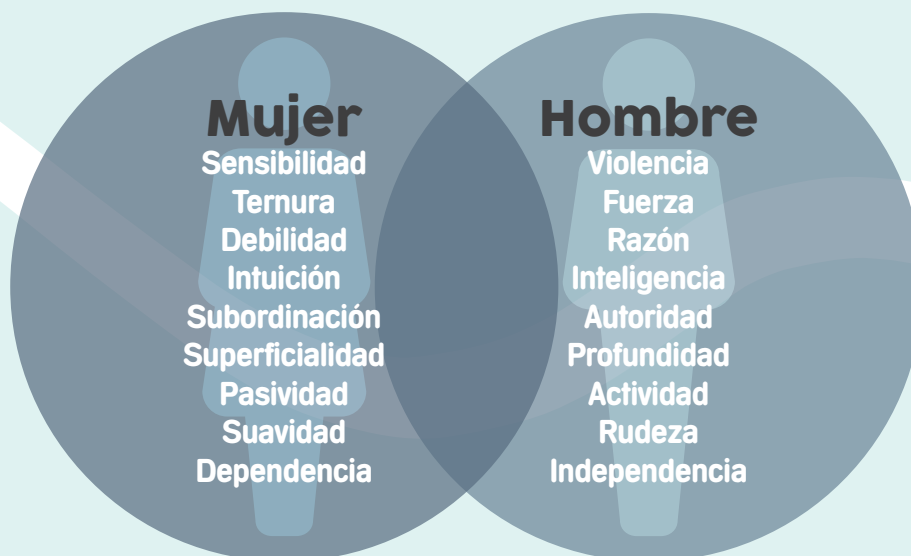 Mujer
Sensibilidad
Ternura
Debilidad
Intuición
Subordinación
Superficialidad
Pasividad
Suavidad
Dependencia
Hombre
Violencia
Fuerza
Razón
Inteligencia
Autoridad
Profundidad
Actividad
Rudeza
Independencia